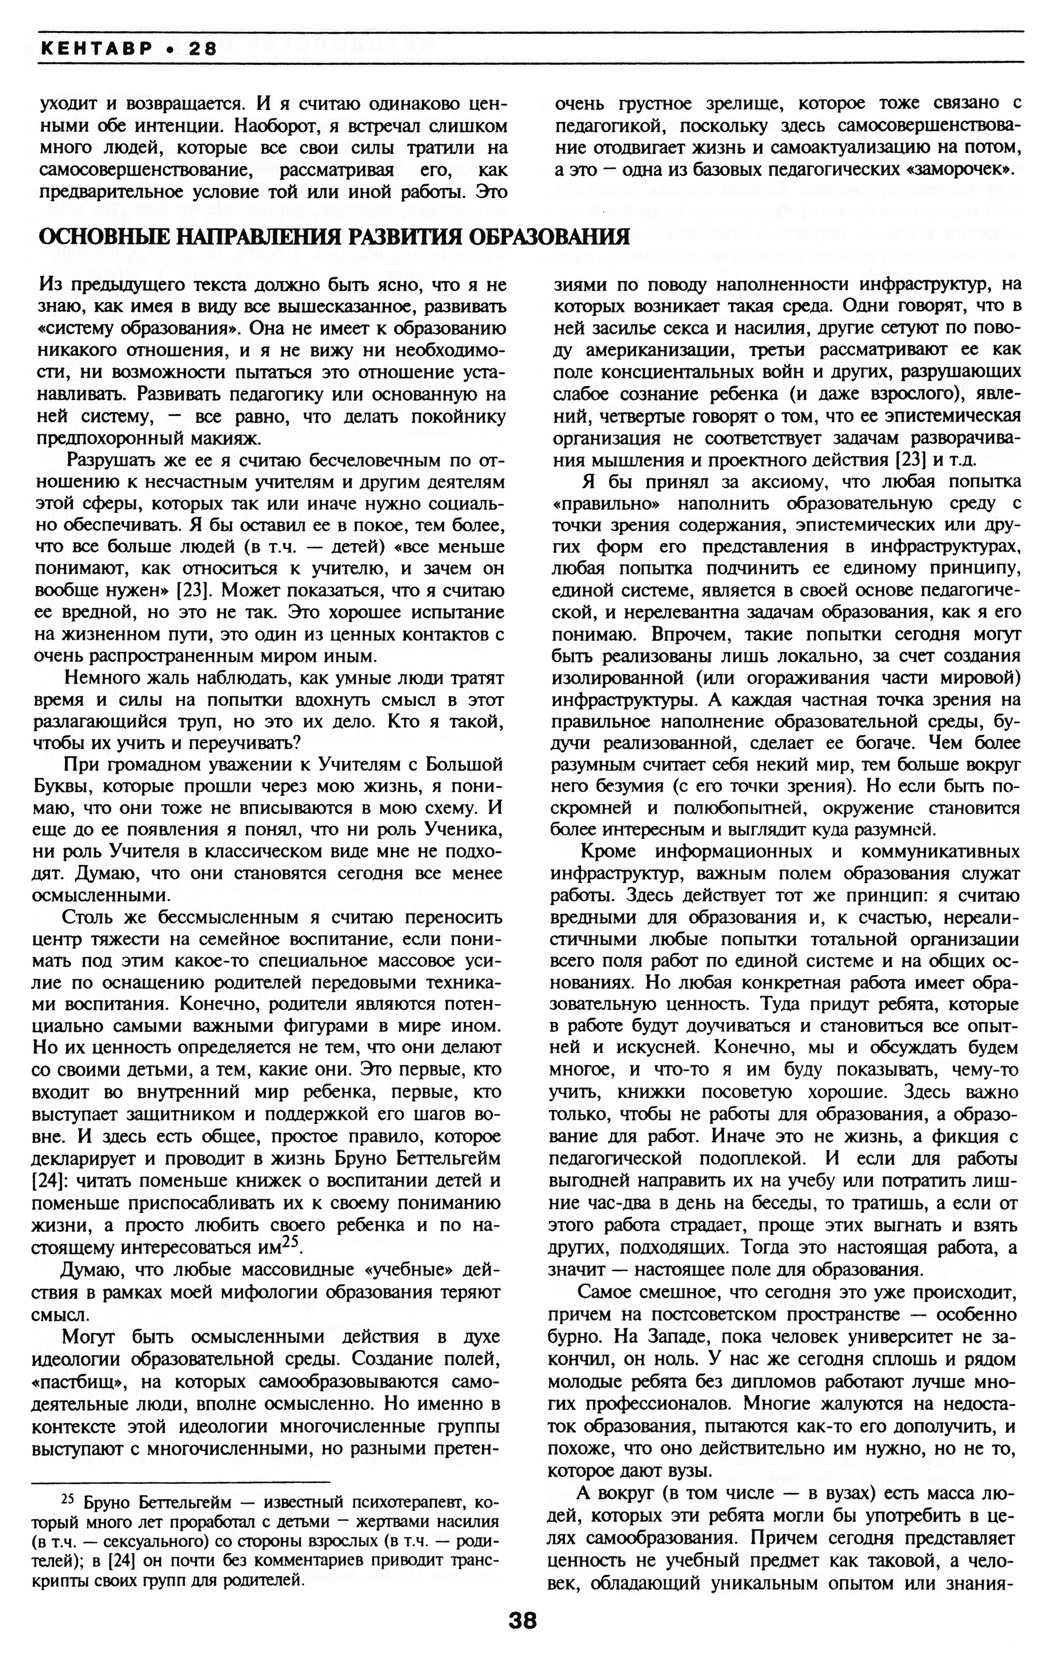 КЕНТАВР • 28
уходит и возвращается. И я считаю одинаково цен-
ными обе интенции. Наоборот, я встречал слишком
много людей, которые все свои силы тратили на
самосовершенствование, рассматривая его, как
предварительное условие той или иной работы. Это
очень грустное зрелище, которое тоже связано с
педагогикой, поскольку здесь самосовершенствова-
ние отодвигает жизнь и самоактуализацию на потом,
а это — одна из базовых педагогических «заморочек».
ОСНОВНЫЕ НАПРАВЛЕНИЯ РАЗВИТИЯ ОБРАЗОВАНИЯ
Из предыдущего текста должно быть ясно, что я не
знаю, как имея в виду все вышесказанное, развивать
«систему образования». Она не имеет к образованию
никакого отношения, и я не вижу ни необходимо-
сти, ни возможности пытаться это отношение уста-
навливать. Развивать педагогику или основанную на
ней систему, — все равно, что делать покойнику
предпохоронный макияж.
Разрушать же ее я считаю бесчеловечным по от-
ношению к несчастным учителям и другим деятелям
этой сферы, которых так или иначе нужно социаль-
но обеспечивать. Я бы оставил ее в покое, тем более,
что все больше людей (в т.ч. — детей) «все меньше
понимают, как относиться к учителю, и зачем он
вообще нужен» [23]. Может показаться, что я считаю
ее вредной, но это не так. Это хорошее испытание
на жизненном пути, это один из ценных контактов с
очень распространенным миром иным.
Немного жаль наблюдать, как умные люди тратят
время и силы на попытки вдохнуть смысл в этот
разлагающийся труп, но это их дело. Кто я такой,
чтобы их учить и переучивать?
При громадном уважении к Учителям с Большой
Буквы, которые прошли через мою жизнь, я пони-
маю, что они тоже не вписываются в мою схему. И
еще до ее появления я понял, что ни роль Ученика,
ни роль Учителя в классическом виде мне не подхо-
дят. Думаю, что они становятся сегодня все менее
осмысленными.
Столь же бессмысленным я считаю переносить
центр тяжести на семейное воспитание, если пони-
мать под этим какое-то специальное массовое уси-
лие по оснащению родителей передовыми техника-
ми воспитания. Конечно, родители являются потен-
циально самыми важными фигурами в мире ином.
Но их ценность определяется не тем, что они делают
со своими детьми, а тем, какие они. Это первые, кто
входит во внутренний мир ребенка, первые, кто
выступает защитником и поддержкой его шагов во-
вне. И здесь есть общее, простое правило, которое
декларирует и проводит в жизнь Бруно Беттельгейм
[24]: читать поменьше книжек о воспитании детей и
поменьше приспосабливать их к своему пониманию
жизни, а просто любить своего ребенка и по на-
стоящему интересоваться им25.
Думаю, что любые массовидные «учебные» дей-
ствия в рамках моей мифологии образования теряют
смысл.
Могут быть осмысленными действия в духе
идеологии образовательной среды. Создание полей,
«пастбищ», на которых самообразовываются само-
деятельные люди, вполне осмысленно. Но именно в
контексте этой идеологии многочисленные группы
выступают с многочисленными, но разными претен-
25 Бруно Беттельгейм — известный психотерапевт, ко-
торый много лет проработал с детьми — жертвами насилия
(в т.ч. — сексуального) со стороны взрослых (в т.ч. — роди-
телей); в [24] он почти без комментариев приводит транс-
крипты своих групп для родителей.
зиями по поводу наполненности инфраструктур, на
которых возникает такая среда. Одни говорят, что в
ней засилье секса и насилия, другие сетуют по пово-
ду американизации, третьи рассматривают ее как
поле консциентальных войн и других, разрушающих
слабое сознание ребенка (и даже взрослого), явле-
ний, четвертые говорят о том, что ее эпистемическая
организация не соответствует задачам разворачива-
ния мышления и проектного действия [23] и т.д.
Я бы принял за аксиому, что любая попытка
«правильно» наполнить образовательную среду с
точки зрения содержания, эпистемических или дру-
гих форм его представления в инфраструктурах,
любая попытка подчинить ее единому принципу,
единой системе, является в своей основе педагогиче-
ской, и нерелевантна задачам образования, как я его
понимаю. Впрочем, такие попытки сегодня могут
быть реализованы лишь локально, за счет создания
изолированной (или огораживания части мировой)
инфраструктуры. А каждая частная точка зрения на
правильное наполнение образовательной среды, бу-
дучи реализованной, сделает ее богаче. Чем более
разумным считает себя некий мир, тем больше вокруг
него безумия (с его точки зрения). Но если быть по-
скромней и полюбопытней, окружение становится
более интересным и выглядит куда разумней.
Кроме информационных и коммуникативных
инфраструктур, важным полем образования служат
работы. Здесь действует тот же принцип: я считаю
вредными для образования и, к счастью, нереали-
стичными любые попытки тотальной организации
всего поля работ по единой системе и на общих ос-
нованиях. Но любая конкретная работа имеет обра-
зовательную ценность. Туда придут ребята, которые
в работе будут доучиваться и становиться все опыт-
ней и искусней. Конечно, мы и обсуждать будем
многое, и что-то я им буду показывать, чему-то
учить, книжки посоветую хорошие. Здесь важно
только, чтобы не работы для образования, а образо-
вание для работ. Иначе это не жизнь, а фикция с
педагогической подоплекой. И если для работы
выгодней направить их на учебу или потратить лиш-
ние час-два в день на беседы, то тратишь, а если от
этого работа страдает, проще этих выгнать и взять
других, подходящих. Тогда это настоящая работа, а
значит — настоящее поле для образования.
Самое смешное, что сегодня это уже происходит,
причем на постсоветском пространстве — особенно
бурно. На Западе, пока человек университет не за-
кончил, он ноль. У нас же сегодня сплошь и рядом
молодые ребята без дипломов работают лучше мно-
гих профессионалов. Многие жалуются на недоста-
ток образования, пытаются как-то его дополучить, и
похоже, что оно действительно им нужно, но не то,
которое дают вузы.
А вокруг (в том числе — в вузах) есть масса лю-
дей, которых эти ребята могли бы употребить в це-
лях самообразования. Причем сегодня представляет
ценность не учебный предмет как таковой, а чело-
век, обладающий уникальным опытом или знания-
38